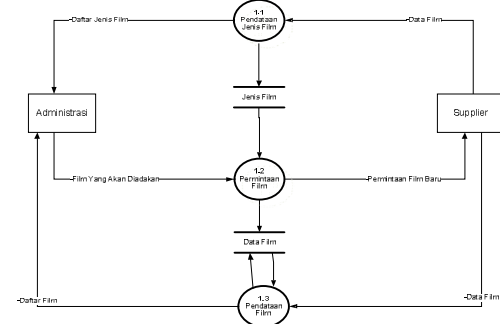 1.1
Pendataan
Jenis Film
-Daftar Jenis Film
-Data Film
Jenis Film
Administrasi
Supplier
1.2
Permintaan
Film
-Film Yang Akan Diadakan
-Permintaan Film Baru
Data Film
1.3
Pendataan
Film
-Daftar Film
-Data Film